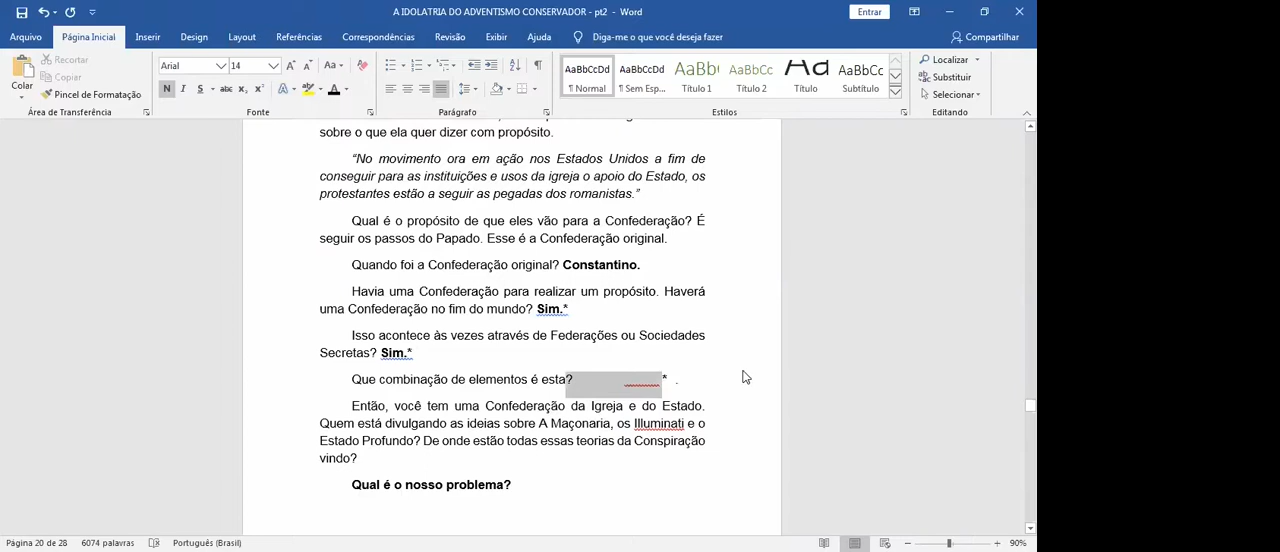 A IDOLATRIA DO ADVENTISMO CONSERVADOR - pt2 - Word
Entrar
Arquivo Página Inicial Inserir Design Layout Referências Correspondências Revisão Exibir Ajuda Diga-me o que você deseja fazer Compartilhar
Colar
Recortar
Copiar
Pincel de Formatação
Área de Transferência
Arial 14
Aa
N I S abc x₂ x² A A
Fonte
Parágrafo
AaBbCcDd AaBbCcDd AaBbC AaBbCc Aa AaBbCc
¶ Normal ¶ Sem Esp... Título 1 Título 2 Título Subtítulo
Estilos
Localizar
Substituir
Selecionar
Editando
sobre o que ela quer dizer com propósito.
“No movimento ora em ação nos Estados Unidos a fim de
conseguir para as instituições e usos da igreja o apoio do Estado, os
protestantes estão a seguir as pegadas dos romanistas.”
Qual é o propósito de que eles vão para a Confederação? É
seguir os passos do Papado. Esse é a Confederação original.
Quando foi a Confederação original? Constantino.
Havia uma Confederação para realizar um propósito. Haverá
uma Confederação no fim do mundo? Sim.*
Isso acontece às vezes através de Federações ou Sociedades
Secretas? Sim.*
Que combinação de elementos é esta? * .
Então, você tem uma Confederação da Igreja e do Estado.
Quem está divulgando as ideias sobre A Maçonaria, os Illuminati e o
Estado Profundo? De onde estão todas essas teorias da Conspiração
vindo?
Qual é o nosso problema?
Página 20 de 28 6074 palavras Português (Brasil) 90%